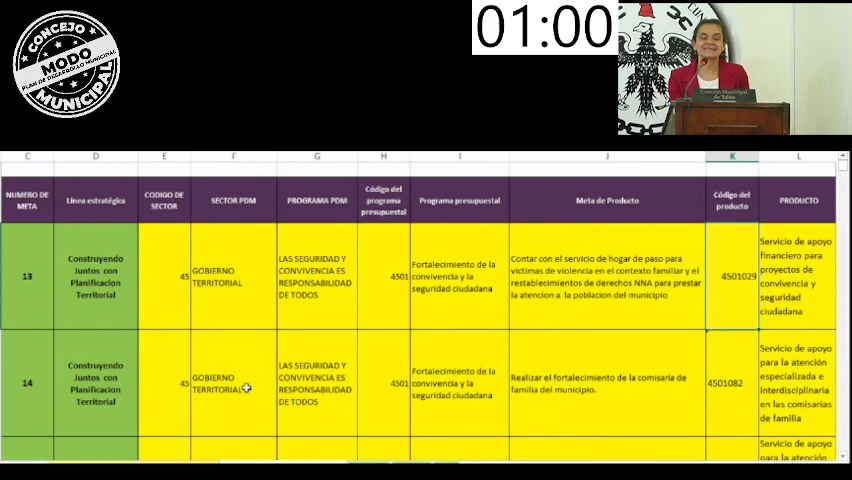 CONCEJO
MODO
PLAN DE DESARROLLO MUNICIPAL
MUNICIPAL
01:00
Concejo Municipal
C D E F G H I J K L
NUMERO DE
META
Línea estratégica
CODIGO DE
SECTOR
SECTOR PDM
PROGRAMA PDM
Código del
programa
presupuestal
Programa presupuestal
Meta de Producto
Código del
producto
PRODUCTO
13
Construyendo
Juntos con
Planificacion
Territorial
45
GOBIERNO
TERRITORIAL
LAS SEGURIDAD Y
CONVIVENCIA ES
RESPONSABILIDAD
DE TODOS
4501
Fortalecimiento de la
convivencia y la
seguridad ciudadana
Contar con el servicio de hogar de paso para
victimas de violencia en el contexto familiar y el
restablecimientos de derechos NNA para prestar
la atencion a la poblacion del municipio
4501029
Servicio de apoyo
financiero para
proyectos de
convivencia y
seguridad
ciudadana
14
Construyendo
Juntos con
Planificacion
Territorial
45
GOBIERNO
TERRITORIAL
LAS SEGURIDAD Y
CONVIVENCIA ES
RESPONSABILIDAD
DE TODOS
4501
Fortalecimiento de la
convivencia y la
seguridad ciudadana
Realizar el fortalecimiento de la comisaría de
familia del municipio.
4501082
Servicio de apoyo
para la atención
especializada e
interdisciplinaria
en las comisarias
de familia
Servicio de apoyo
para la atención